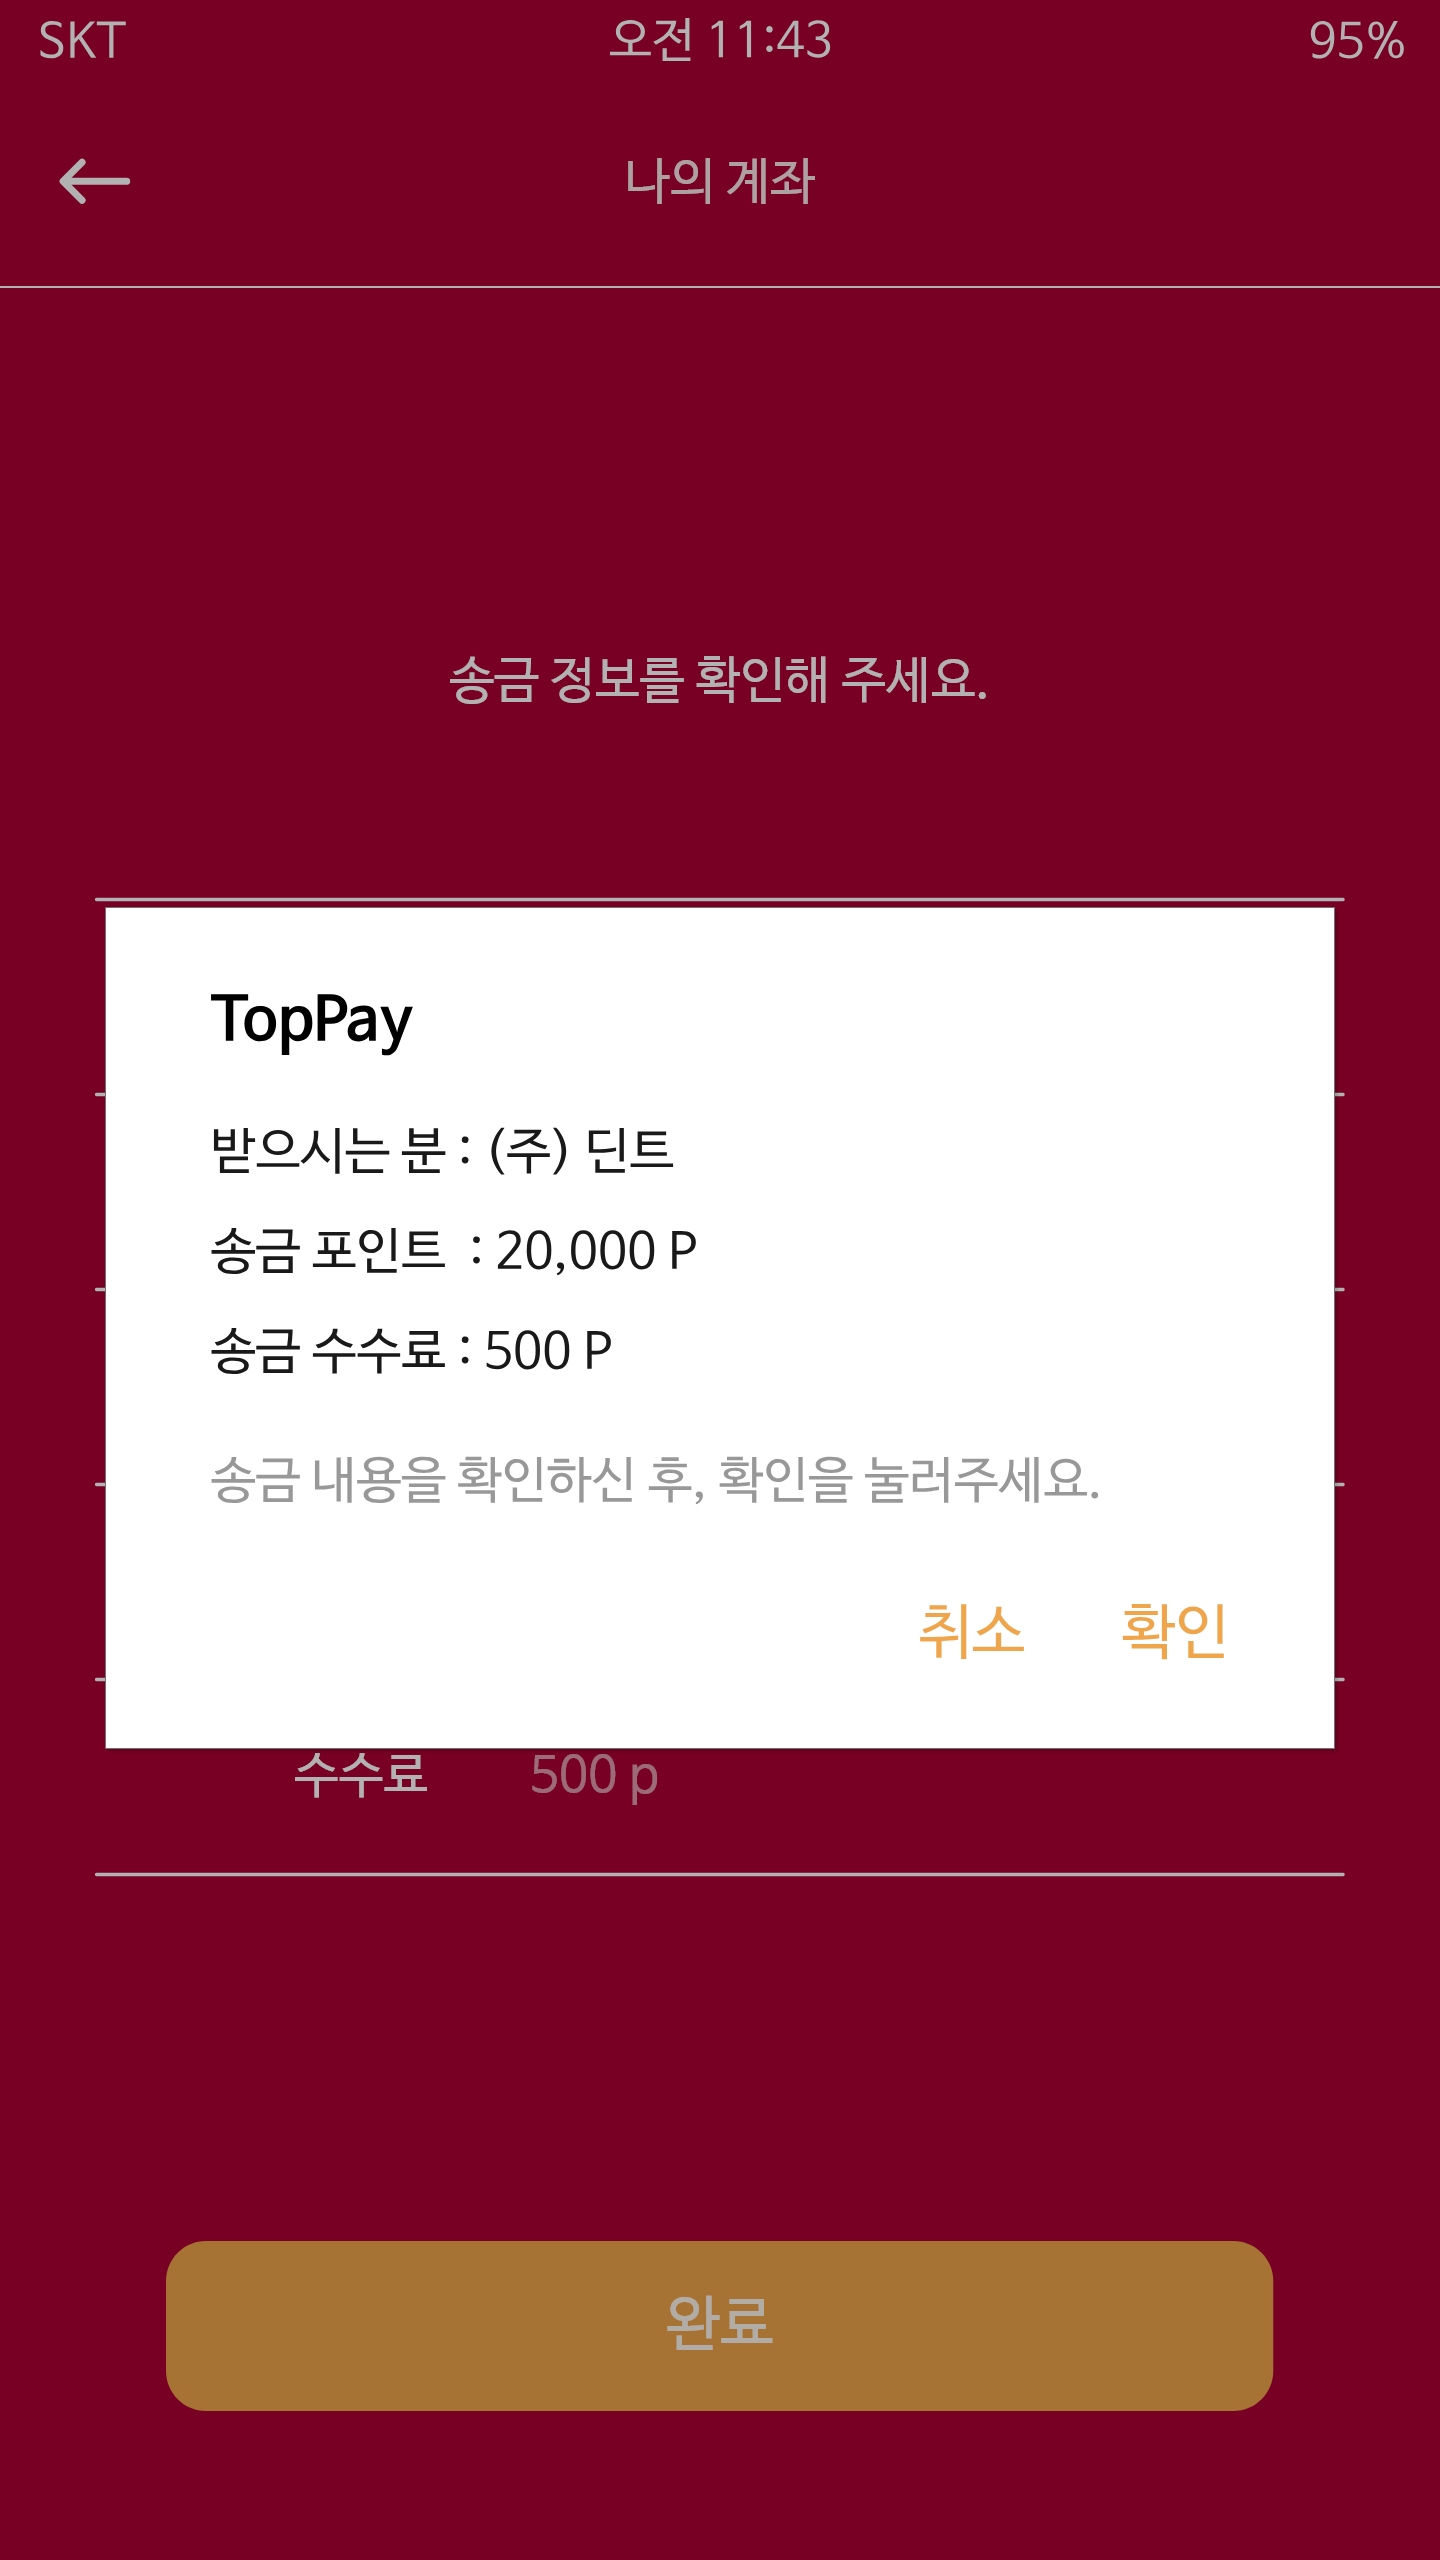 SKT 오전 11:43 95%
나의 계좌
송금 정보를 확인해 주세요.
TopPay
받으시는 분 : (주) 딘트
송금 포인트 : 20,000 P
송금 수수료 : 500 P
송금 내용을 확인하신 후, 확인을 눌러주세요.
취소 확인
수수료 500 p
완료